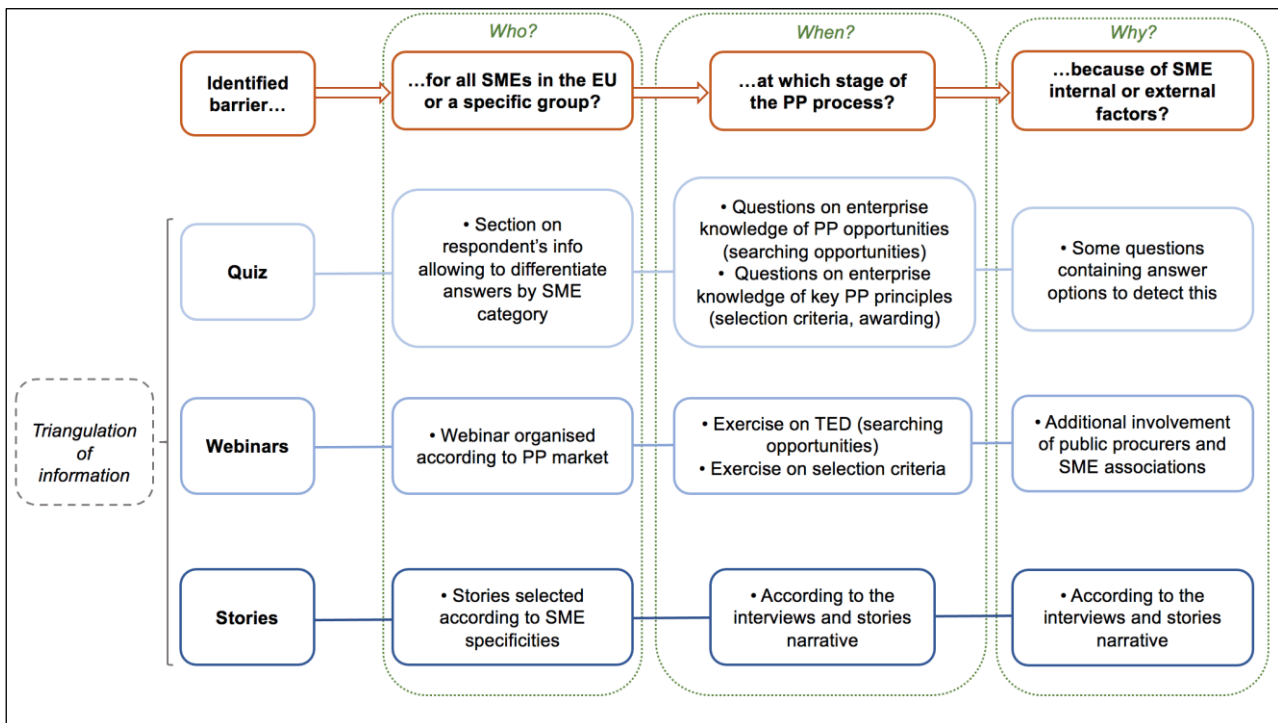 Who?
When?
Why?
Identified
barrier…
…for all SMEs in the EU
or a specific group?
…at which stage of
the PP process?
…because of SME
internal or external
factors?
Quiz
• Section on
respondent's info
allowing to differentiate
answers by SME
category
• Questions on enterprise
knowledge of PP opportunities
(searching opportunities)
• Questions on enterprise
knowledge of key PP principles
(selection criteria, awarding)
• Some questions
containing answer
options to detect this
Triangulation
of
information
Webinars
• Webinar organised
according to PP market
• Exercise on TED (searching
opportunities)
• Exercise on selection criteria
• Additional involvement
of public procurers and
SME associations
Stories
• Stories selected
according to SME
specificities
• According to the
interviews and stories
narrative
• According to the
interviews and stories
narrative